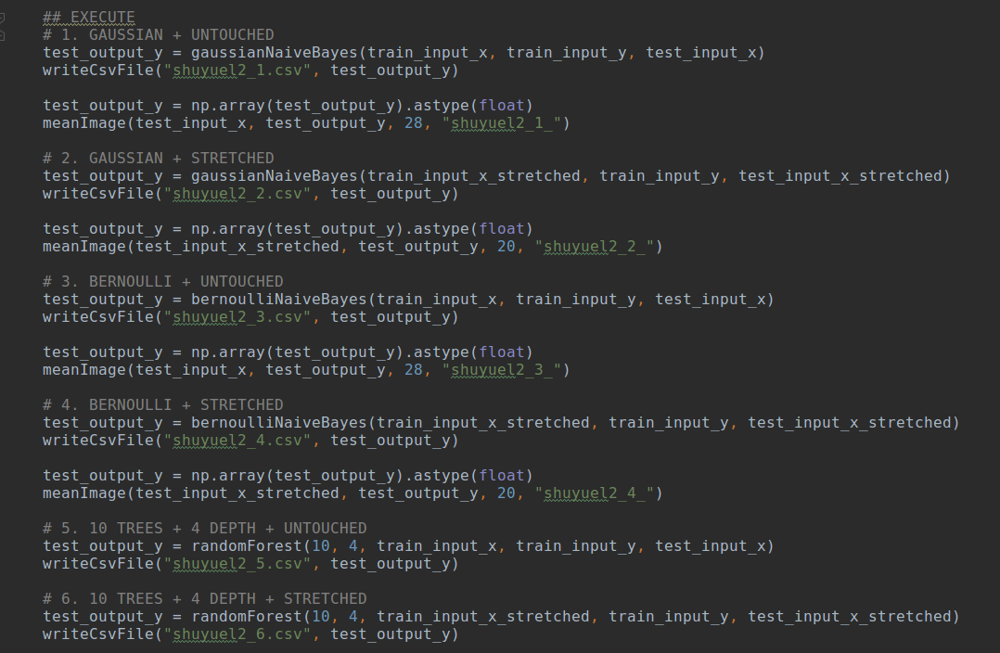 ## EXECUTE
# 1. GAUSSIAN + UNTOUCHED
test_output_y = gaussianNaiveBayes(train_input_x, train_input_y, test_input_x)
writeCsvFile("shuyuel2_1.csv", test_output_y)
test_output_y = np.array(test_output_y).astype(float)
meanImage(test_input_x, test_output_y, 28, "shuyuel2_1_")
# 2. GAUSSIAN + STRETCHED
test_output_y = gaussianNaiveBayes(train_input_x_stretched, train_input_y, test_input_x_stretched)
writeCsvFile("shuyuel2_2.csv", test_output_y)
test_output_y = np.array(test_output_y).astype(float)
meanImage(test_input_x_stretched, test_output_y, 20, "shuyuel2_2_")
# 3. BERNOULLI + UNTOUCHED
test_output_y = bernoulliNaiveBayes(train_input_x, train_input_y, test_input_x)
writeCsvFile("shuyuel2_3.csv", test_output_y)
test_output_y = np.array(test_output_y).astype(float)
meanImage(test_input_x, test_output_y, 28, "shuyuel2_3_")
# 4. BERNOULLI + STRETCHED
test_output_y = bernoulliNaiveBayes(train_input_x_stretched, train_input_y, test_input_x_stretched)
writeCsvFile("shuyuel2_4.csv", test_output_y)
test_output_y = np.array(test_output_y).astype(float)
meanImage(test_input_x_stretched, test_output_y, 20, "shuyuel2_4_")
# 5. 10 TREES + 4 DEPTH + UNTOUCHED
test_output_y = randomForest(10, 4, train_input_x, train_input_y, test_input_x)
writeCsvFile("shuyuel2_5.csv", test_output_y)
# 6. 10 TREES + 4 DEPTH + STRETCHED
test_output_y = randomForest(10, 4, train_input_x_stretched, train_input_y, test_input_x_stretched)
writeCsvFile("shuyuel2_6.csv", test_output_y)